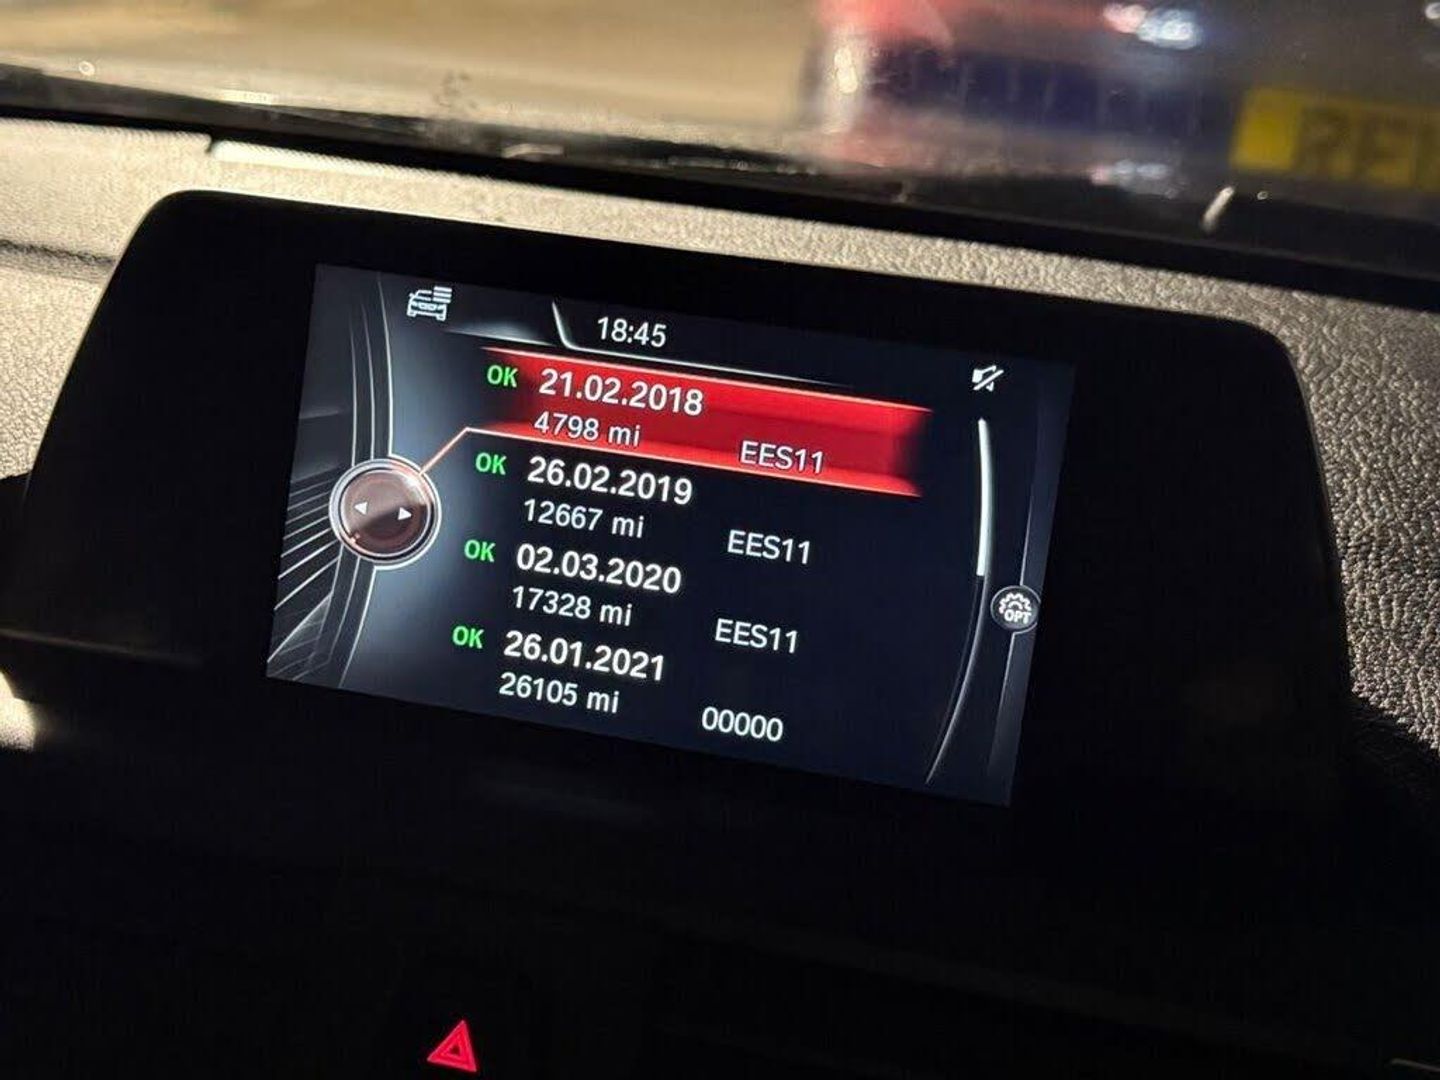 18:45
OK 21.02.2018
4798 mi EES11
OK 26.02.2019
12667 mi EES11
OK 02.03.2020
17328 mi EES11
OK 26.01.2021
26105 mi 00000
OPT